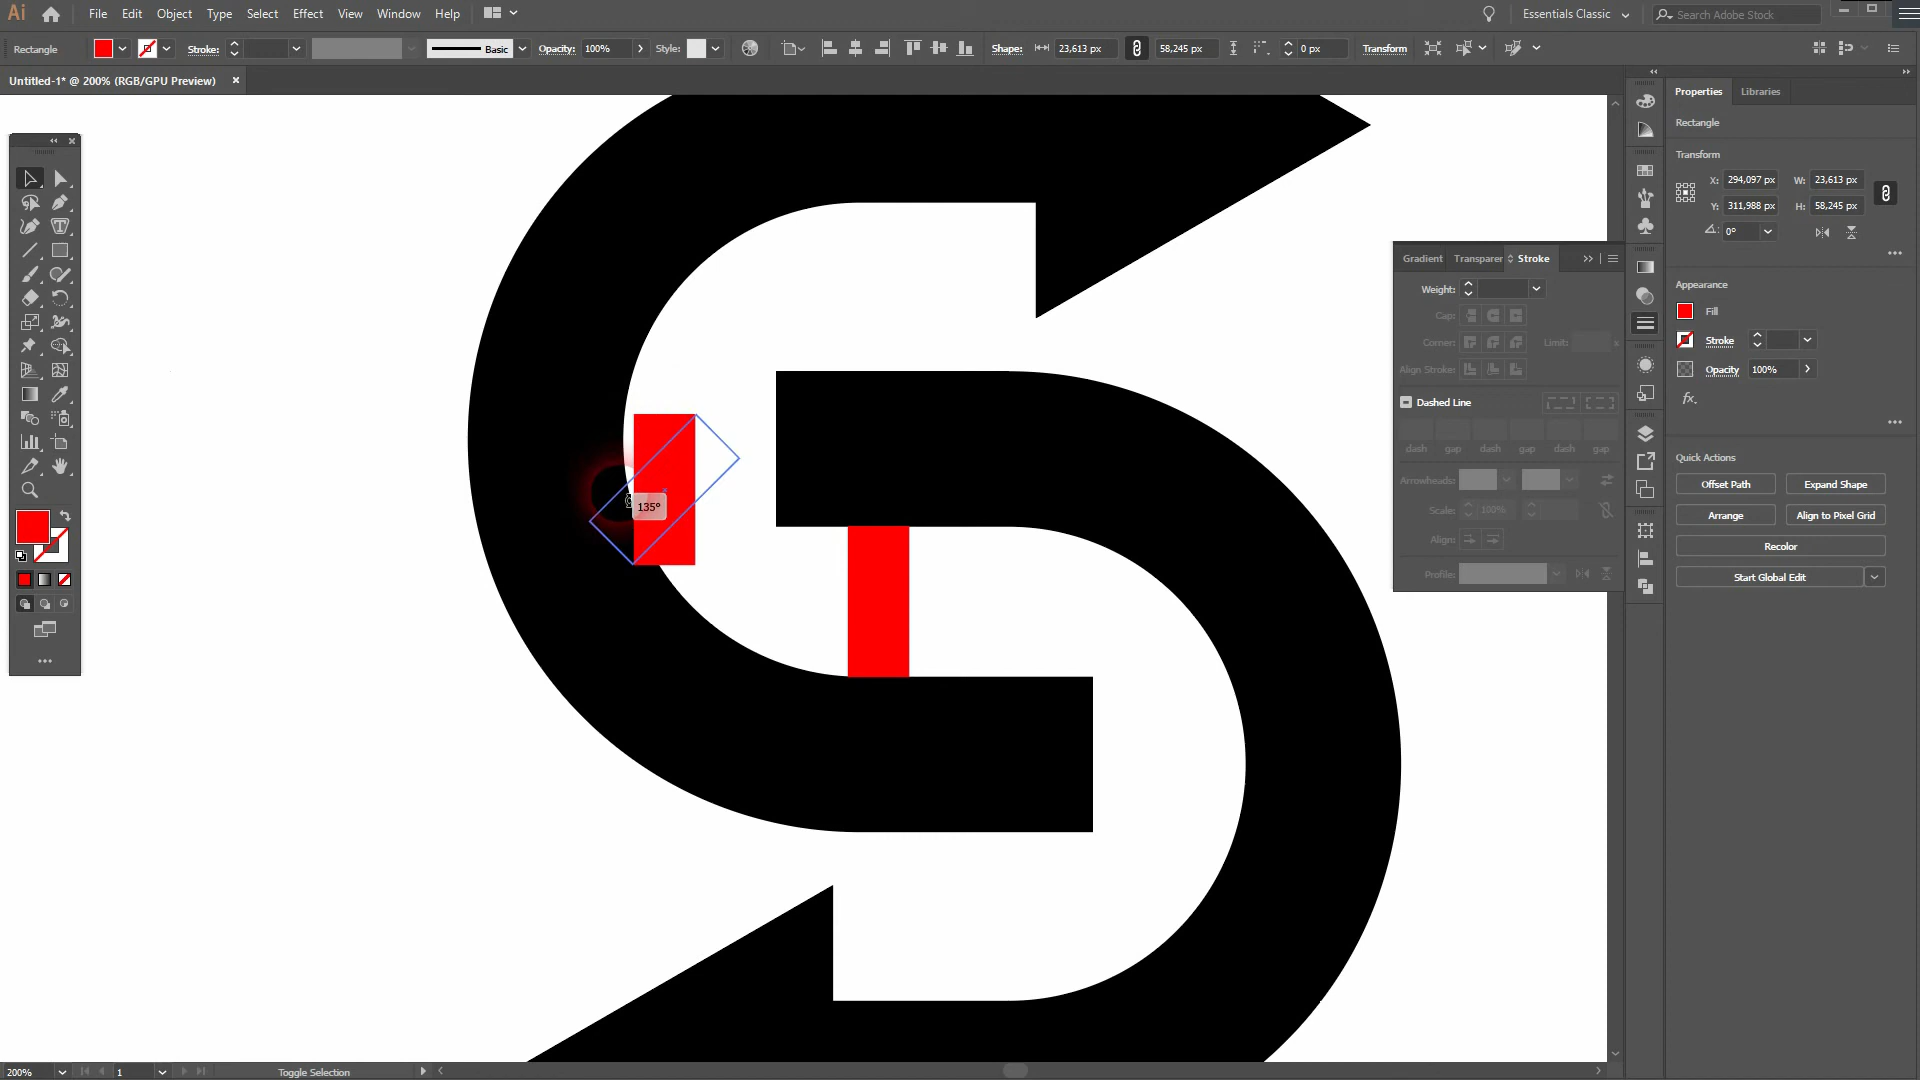 Ai File Edit Object Type Select Effect View Window Help Essentials Classic Search Adobe Stock
Rectangle Stroke: Basic Opacity: 100% Style: Shape: 23,613 px 58,245 px 0 px Transform
Untitled-1* @ 200% (RGB/GPU Preview) ×
Properties Libraries
Rectangle
Transform
X: 294,097 px W: 23,613 px
Y: 311,988 px H: 58,245 px
0°
Appearance
Fill
Stroke
Opacity 100%
fx.
Quick Actions
Offset Path Expand Shape
Arrange Align to Pixel Grid
Recolor
Start Global Edit
Gradient Transparer Stroke
Weight:
Cap:
Corner: Limit: x
Align Stroke:
Dashed Line
dash gap dash gap dash gap
Arrowheads:
Scale: 100%
Align:
Profile:
135°
200% 1 Toggle Selection